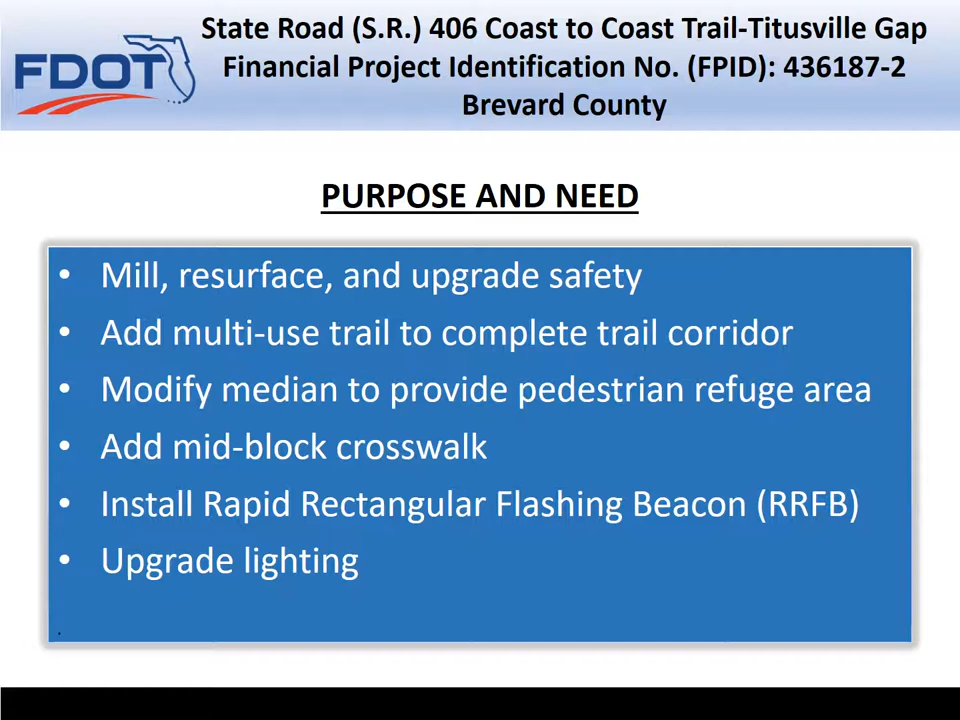 State Road (S.R.) 406 Coast to Coast Trail-Titusville Gap
Financial Project Identification No. (FPID): 436187-2
Brevard County
FDOT
PURPOSE AND NEED
• Mill, resurface, and upgrade safety
• Add multi-use trail to complete trail corridor
• Modify median to provide pedestrian refuge area
• Add mid-block crosswalk
• Install Rapid Rectangular Flashing Beacon (RRFB)
• Upgrade lighting
.